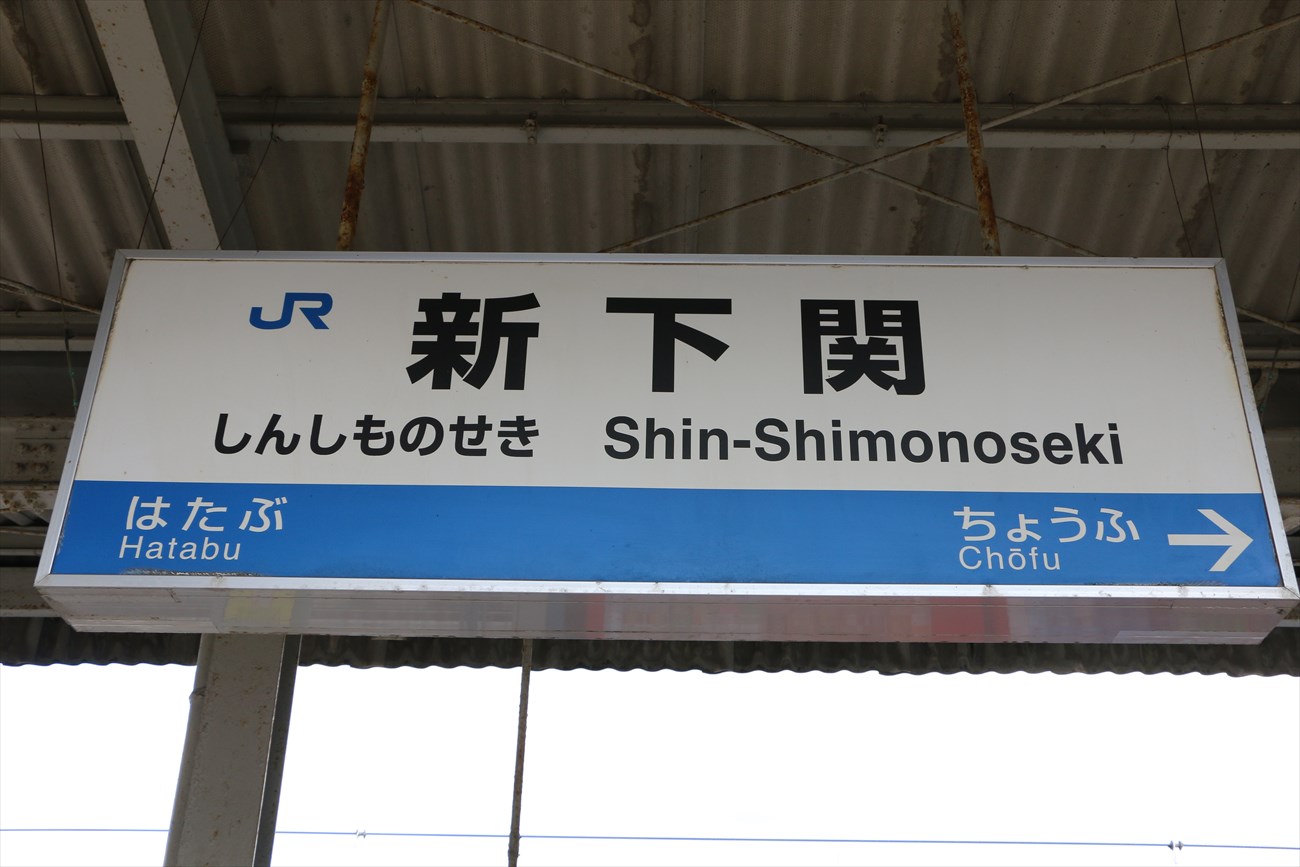 JR 新下関
しんしものせき Shin-Shimonoseki
はたぶ ちょうふ →
Hatabu Chōfu